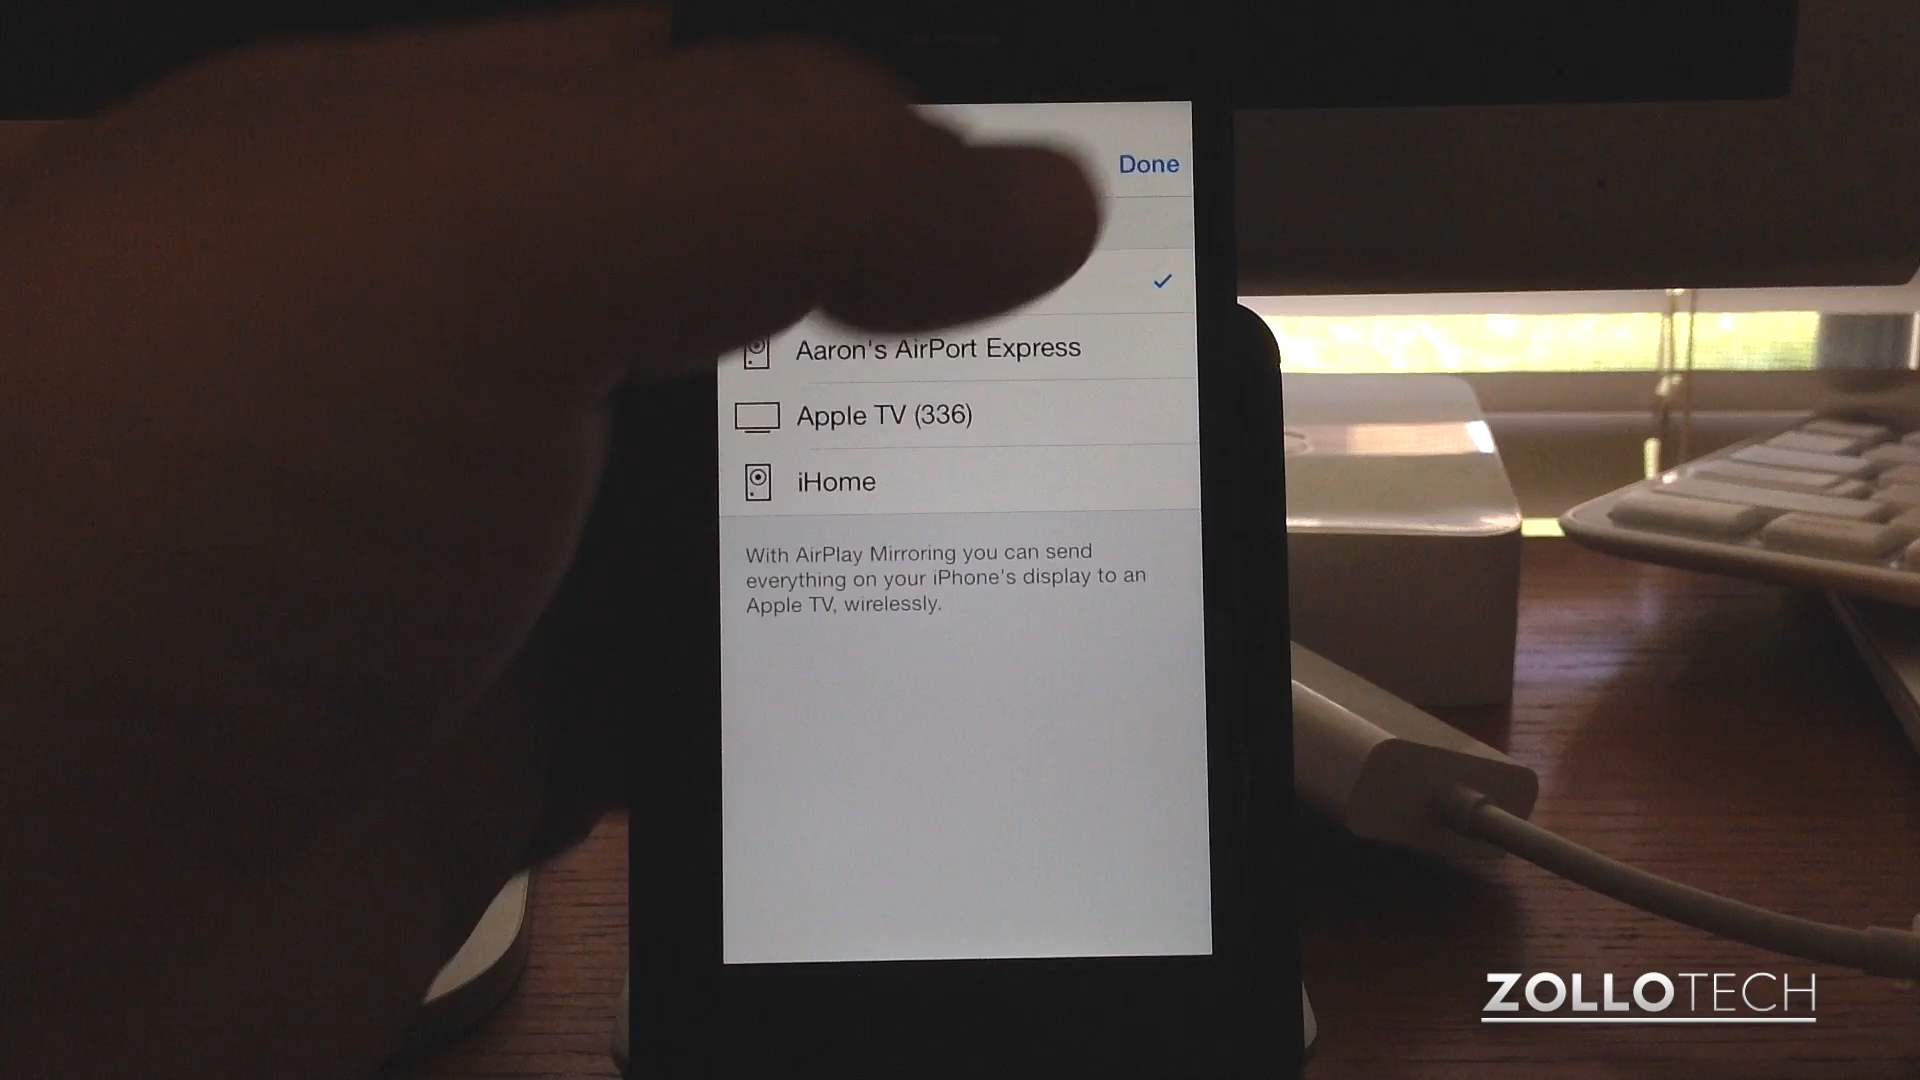 Done
Aaron's AirPort Express
Apple TV (336)
iHome
With AirPlay Mirroring you can send
everything on your iPhone's display to an
Apple TV, wirelessly.
ZOLLOTECH